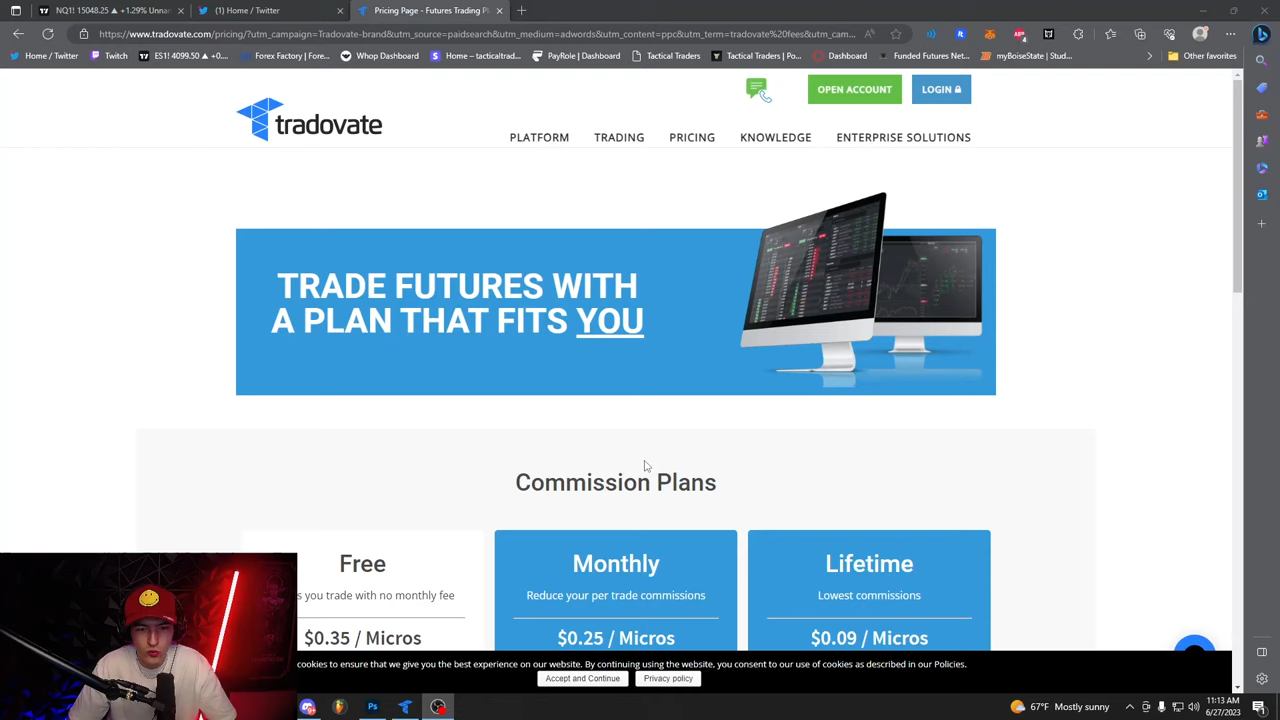 NQ1! 15048.25 ▲ +1.29% Unnar
(1) Home / Twitter
Pricing Page - Futures Trading Pl
https://www.tradovate.com/pricing/?utm_campaign=Tradovate-brand&utm_source=paidsearch&utm_medium=adwords&utm_content=ppc&utm_term=tradovate%20fees&utm_cam...
Home / Twitter
Twitch
ES1! 4099.50 ▲ +0....
Forex Factory | Fore...
Whop Dashboard
Home — tacticaltrad...
PayRole | Dashboard
Tactical Traders
Tactical Traders | Po...
Dashboard
Funded Futures Net...
myBoiseState | Stud...
Other favorites
OPEN ACCOUNT
LOGIN
tradovate
PLATFORM
TRADING
PRICING
KNOWLEDGE
ENTERPRISE SOLUTIONS
TRADE FUTURES WITH
A PLAN THAT FITS YOU
Commission Plans
Free
Monthly
Lifetime
s you trade with no monthly fee
Reduce your per trade commissions
Lowest commissions
$0.35 / Micros
$0.25 / Micros
$0.09 / Micros
cookies to ensure that we give you the best experience on our website. By continuing using the website, you consent to our use of cookies as described in our Policies.
Accept and Continue
Privacy policy
67°F Mostly sunny
11:13 AM
6/27/2023